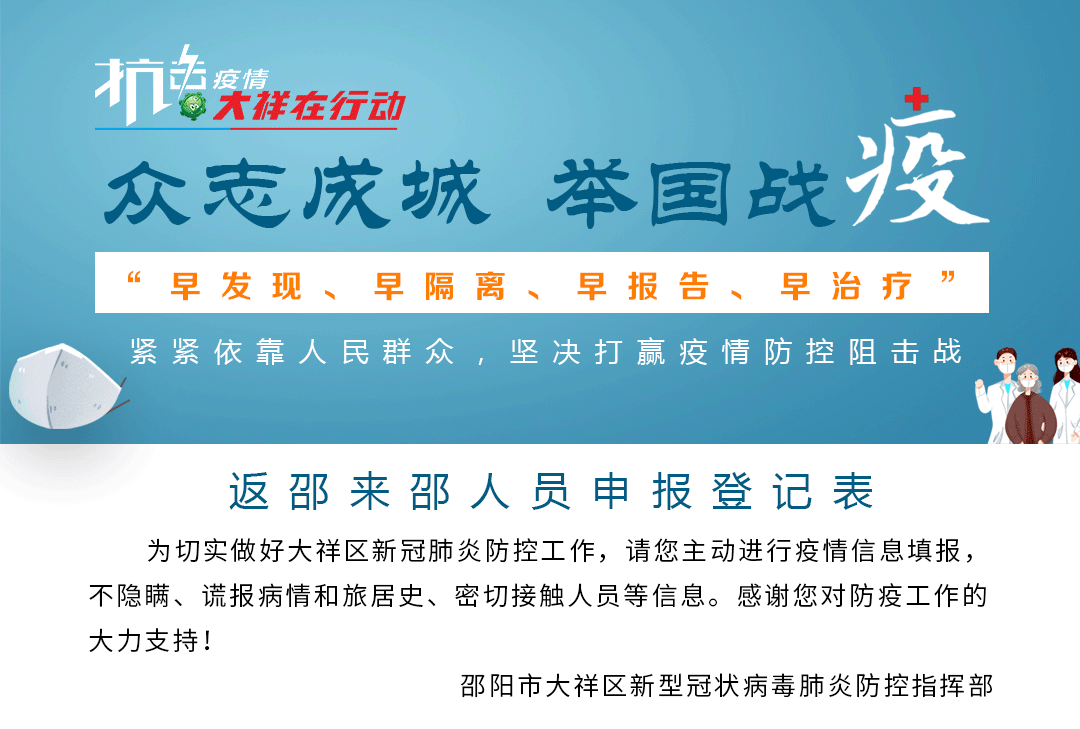 抗击疫情
大祥在行动
众志成城 举国战疫
“早发现、早隔离、早报告、早治疗”
紧紧依靠人民群众，坚决打赢疫情防控阻击战
返邵来邵人员申报登记表
为切实做好大祥区新冠肺炎防控工作，请您主动进行疫情信息填报，
不隐瞒、谎报病情和旅居史、密切接触人员等信息。感谢您对防疫工作的
大力支持！
邵阳市大祥区新型冠状病毒肺炎防控指挥部